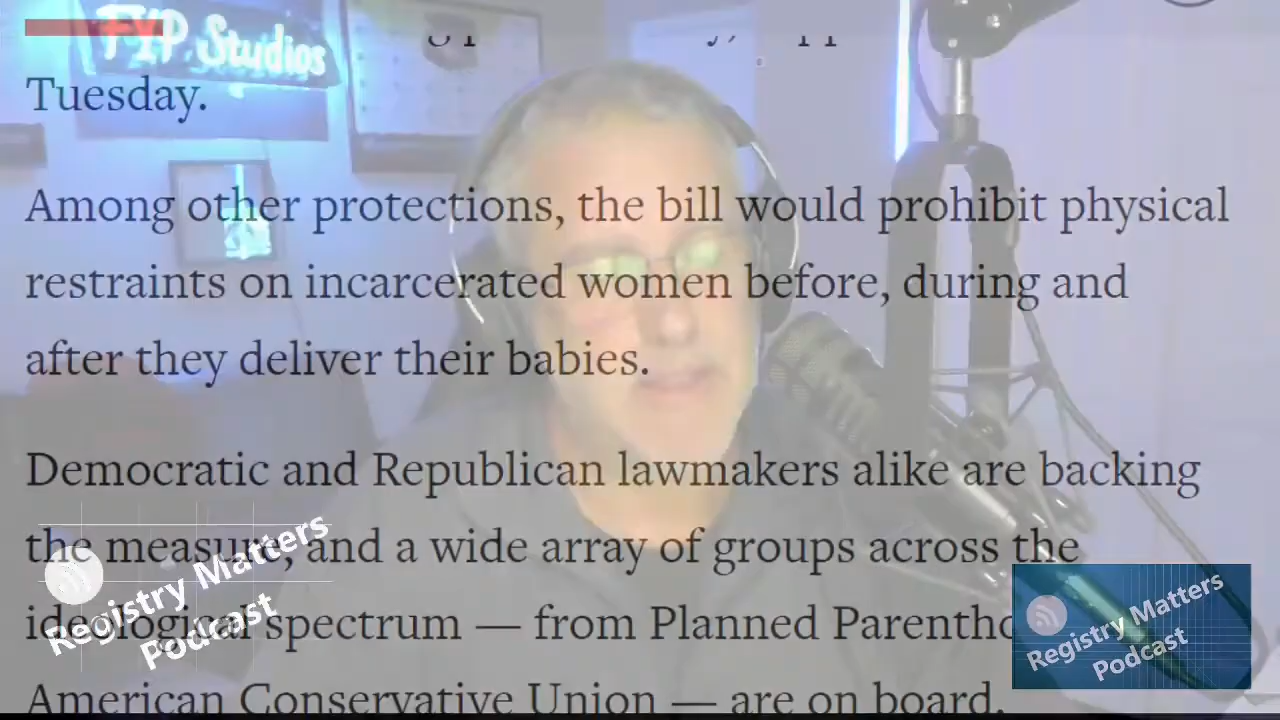 FYP Studios
Tuesday.
Among other protections, the bill would prohibit physical
restraints on incarcerated women before, during and
after they deliver their babies.
Democratic and Republican lawmakers alike are backing
the measure, and a wide array of groups across the
ideological spectrum — from Planned
American Conservative Union — are on board.
Registry Matters
Podcast
Registry Matters
Podcast